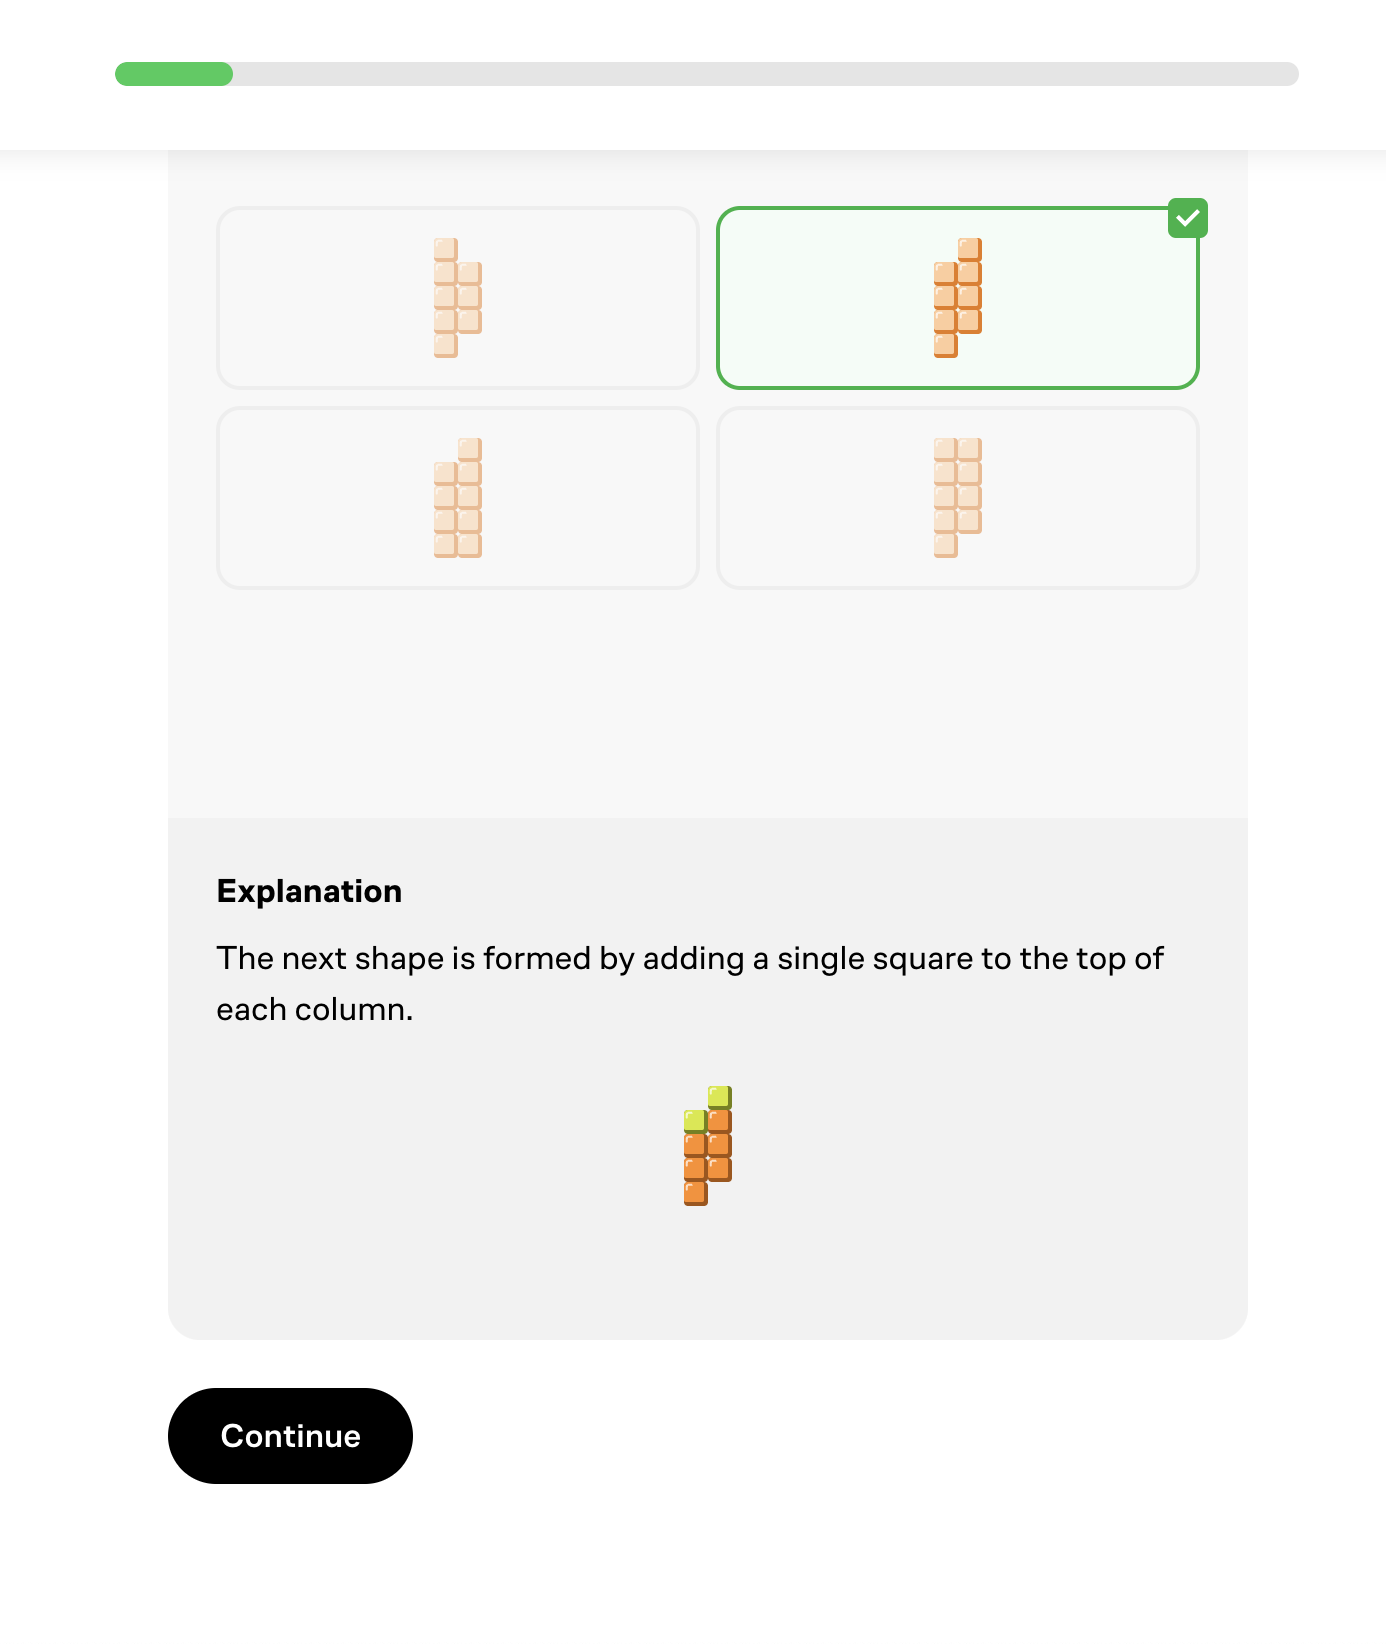 Explanation
The next shape is formed by adding a single square to the top of
each column.
Continue